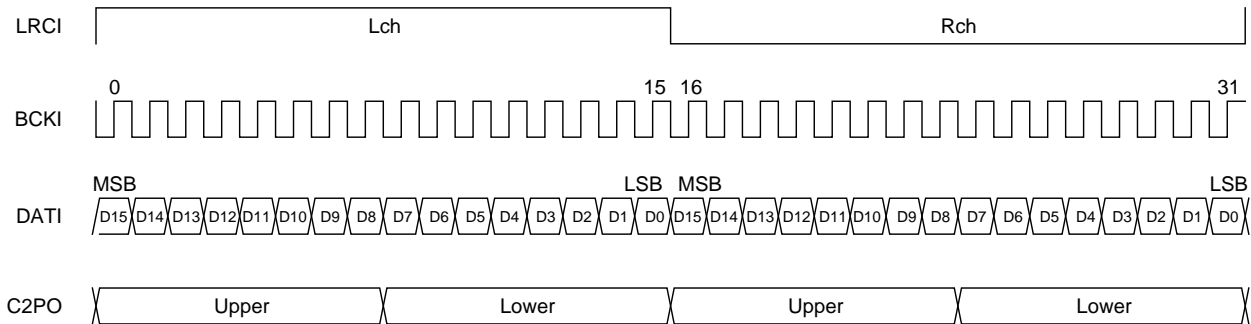 LRCI Lch Rch
0 15 16 31
BCKI
MSB LSB MSB LSB
DATI D15 D14 D13 D12 D11 D10 D9 D8 D7 D6 D5 D4 D3 D2 D1 D0 D15 D14 D13 D12 D11 D10 D9 D8 D7 D6 D5 D4 D3 D2 D1 D0
C2PO Upper Lower Upper Lower